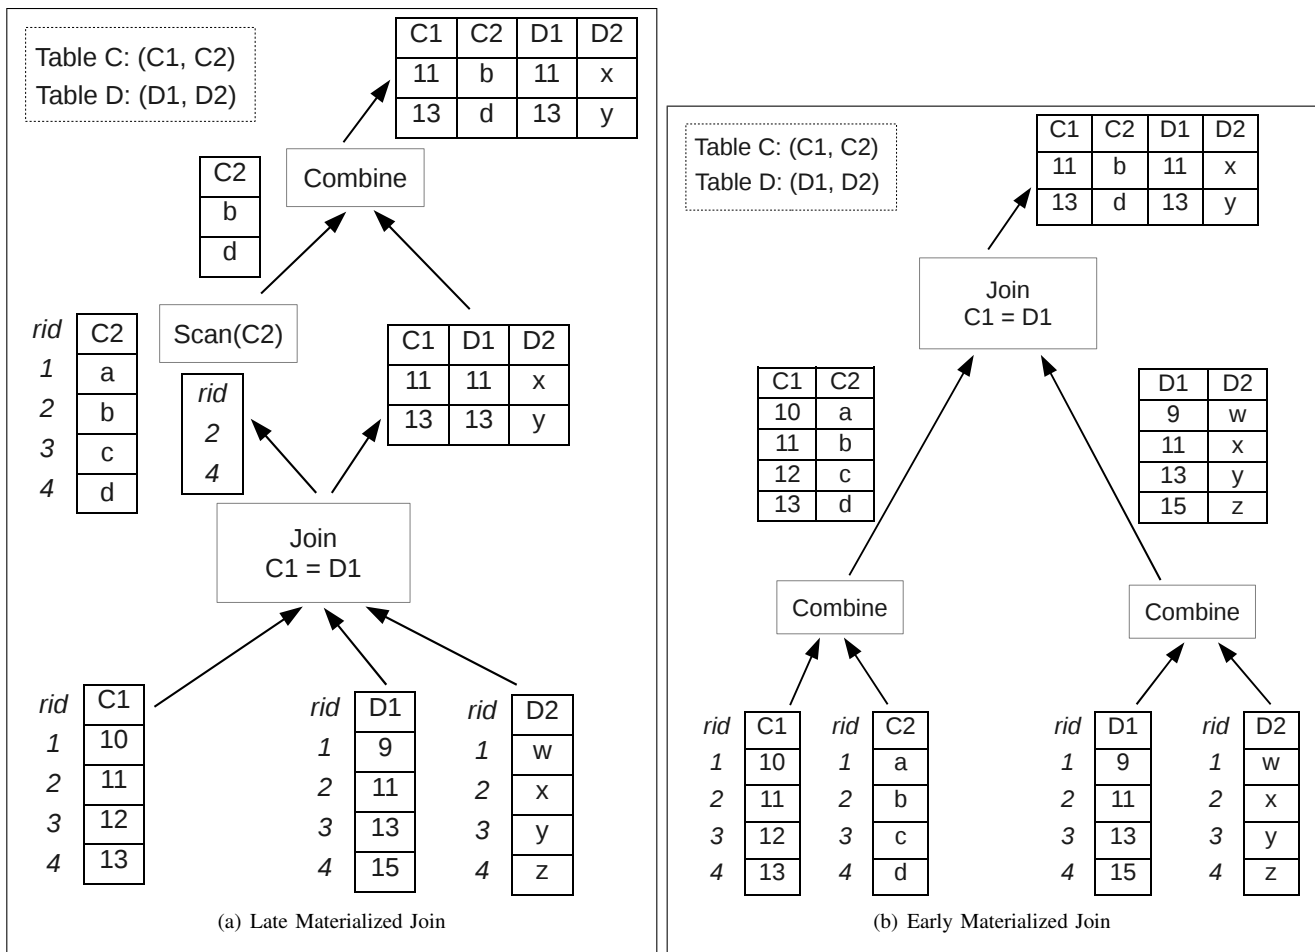 Table C: (C1, C2)
Table D: (D1, D2)
C1 C2 D1 D2
11 b 11 x
13 d 13 y
Combine
C2
b
d
Scan(C2)
rid C2
1 a
2 b
3 c
4 d
rid
2
4
C1 D1 D2
11 11 x
13 13 y
Join
C1 = D1
rid C1
1 10
2 11
3 12
4 13
rid D1
1 9
2 11
3 13
4 15
rid D2
1 w
2 x
3 y
4 z
(a) Late Materialized Join
Table C: (C1, C2)
Table D: (D1, D2)
C1 C2 D1 D2
11 b 11 x
13 d 13 y
Join
C1 = D1
C1 C2
10 a
11 b
12 c
13 d
D1 D2
9 w
11 x
13 y
15 z
Combine
Combine
rid C1
1 10
2 11
3 12
4 13
rid C2
1 a
2 b
3 c
4 d
rid D1
1 9
2 11
3 13
4 15
rid D2
1 w
2 x
3 y
4 z
(b) Early Materialized Join